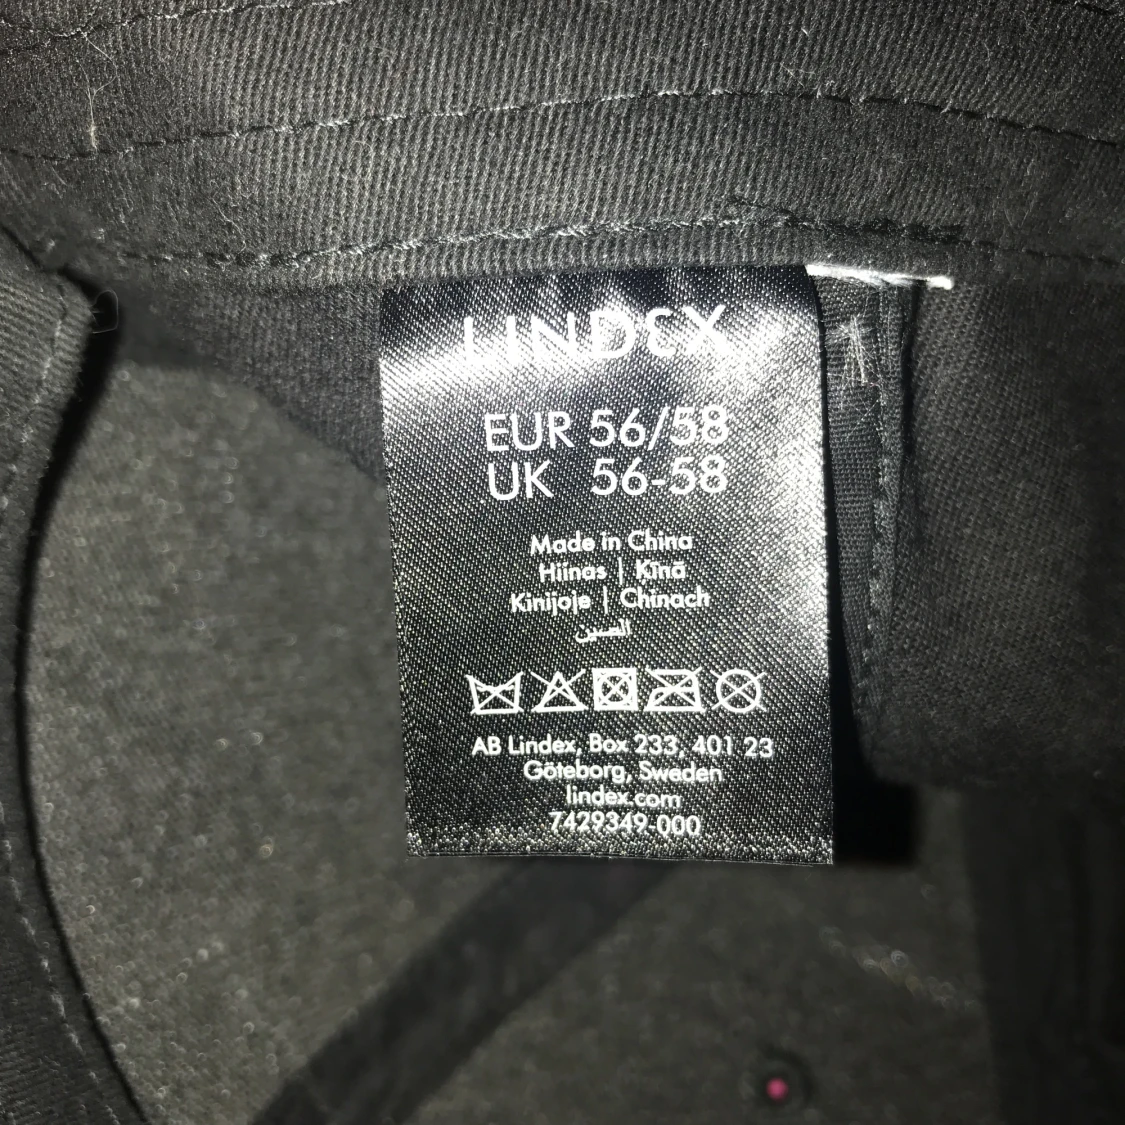 LINDEX
EUR 56/58
UK 56-58
Made in China
Hiinas | Ķīnā
Kinijoje | Chinach
الصين
AB Lindex, Box 233, 401 23
Göteborg, Sweden
lindex.com
7429349-000